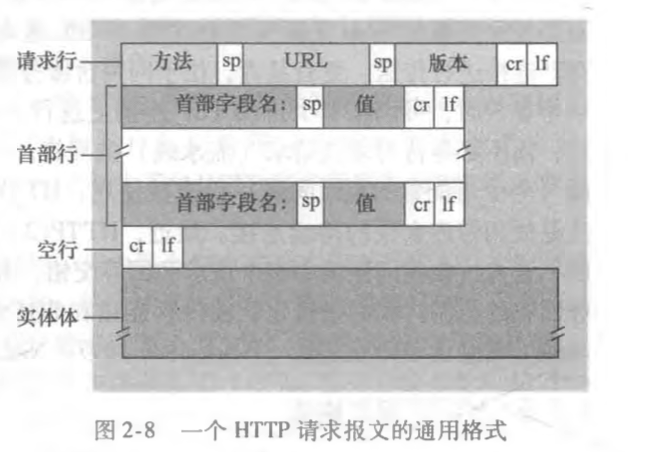 请求行 方法 sp URL sp 版本 cr lf
首部字段名： sp 值 cr lf
首部行
首部字段名： sp 值 cr lf
空行 cr lf
实体体
图 2-8 一个 HTTP 请求报文的通用格式